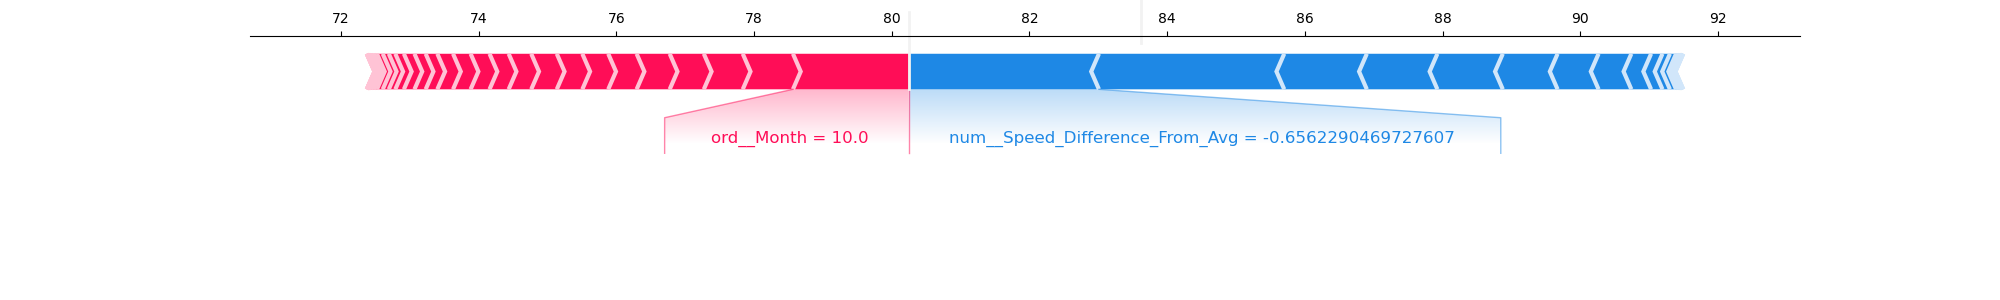 72 74 76 78 80 82 84 86 88 90 92
ord__Month = 10.0 num__Speed_Difference_From_Avg = -0.6562290469727607